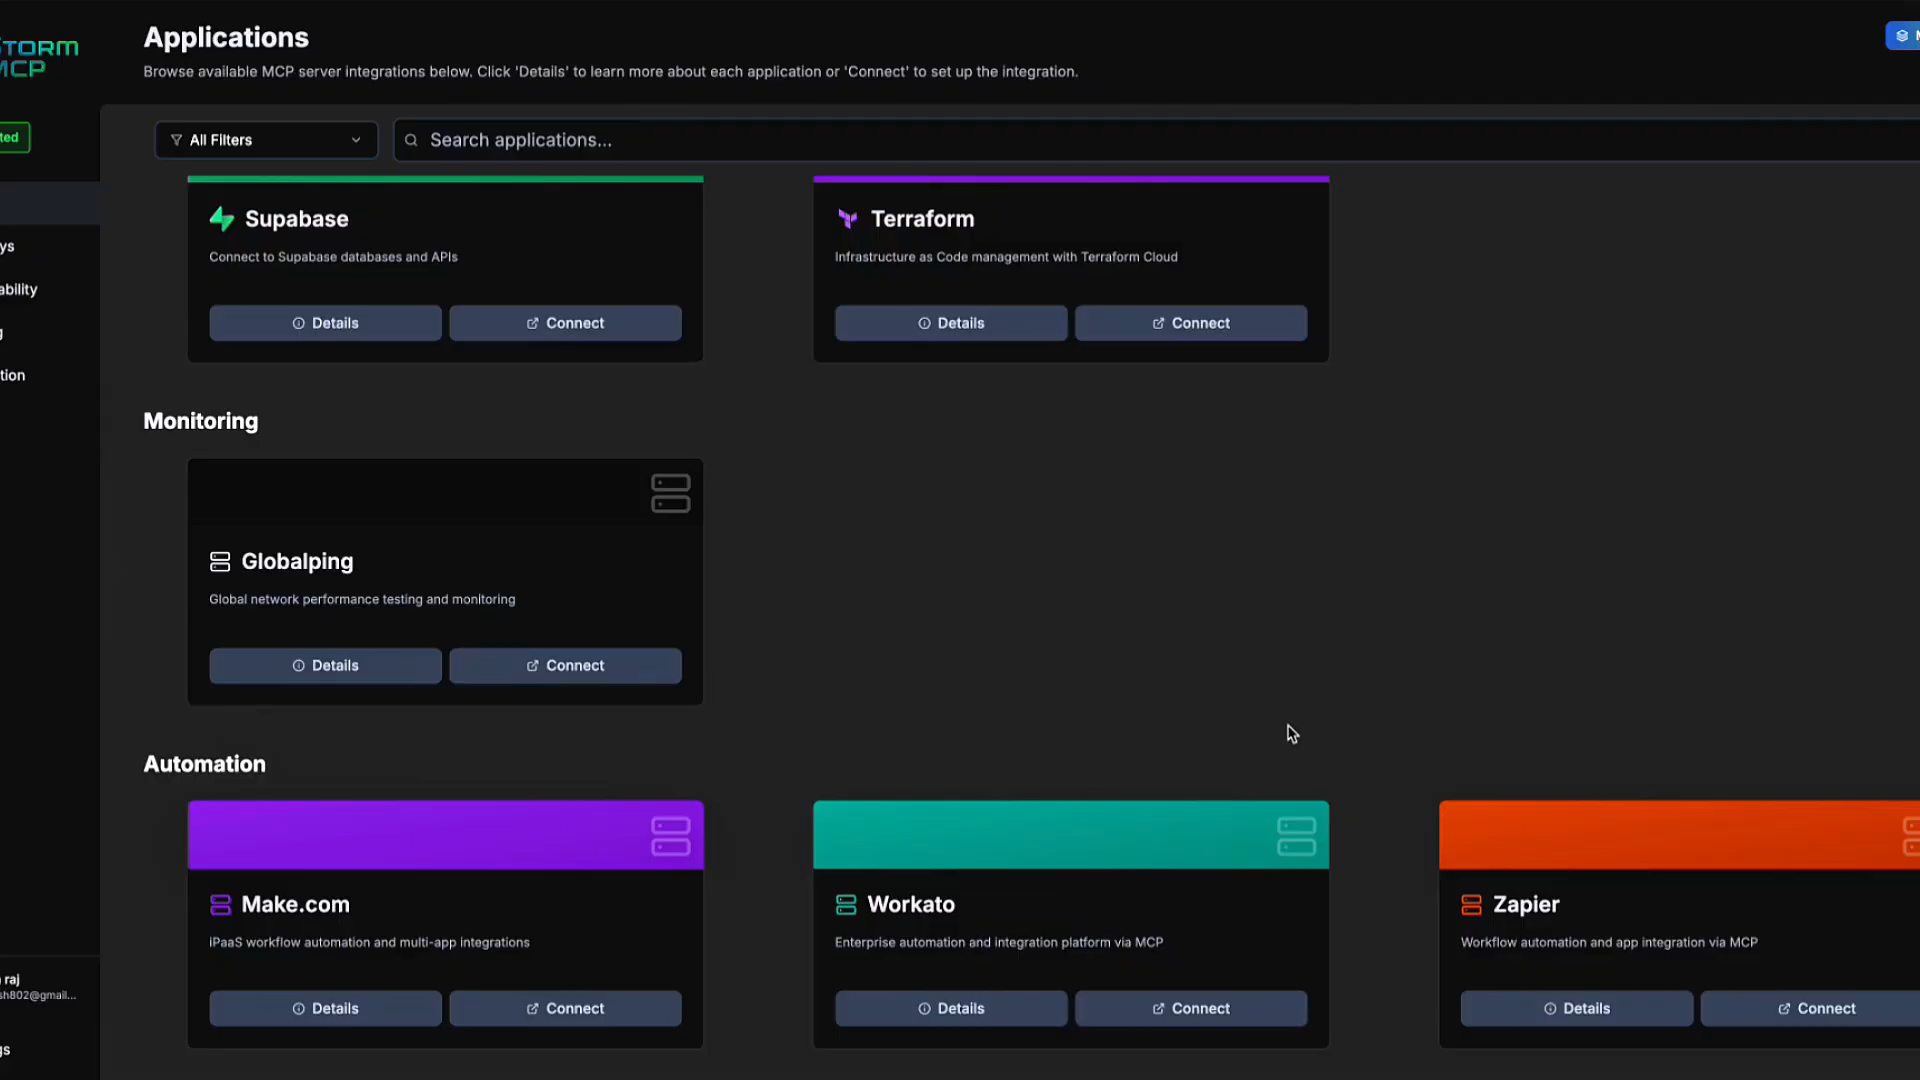 STORM
MCP
Applications
Browse available MCP server integrations below. Click 'Details' to learn more about each application or 'Connect' to set up the integration.
ted
All Filters
Search applications...
ys
ability
g
tion
Supabase
Connect to Supabase databases and APIs
Details
Connect
Terraform
Infrastructure as Code management with Terraform Cloud
Details
Connect
Monitoring
Globalping
Global network performance testing and monitoring
Details
Connect
Automation
Make.com
iPaaS workflow automation and multi-app integrations
Details
Connect
Workato
Enterprise automation and integration platform via MCP
Details
Connect
Zapier
Workflow automation and app integration via MCP
Details
Connect
raj
sh802@gmail...
gs